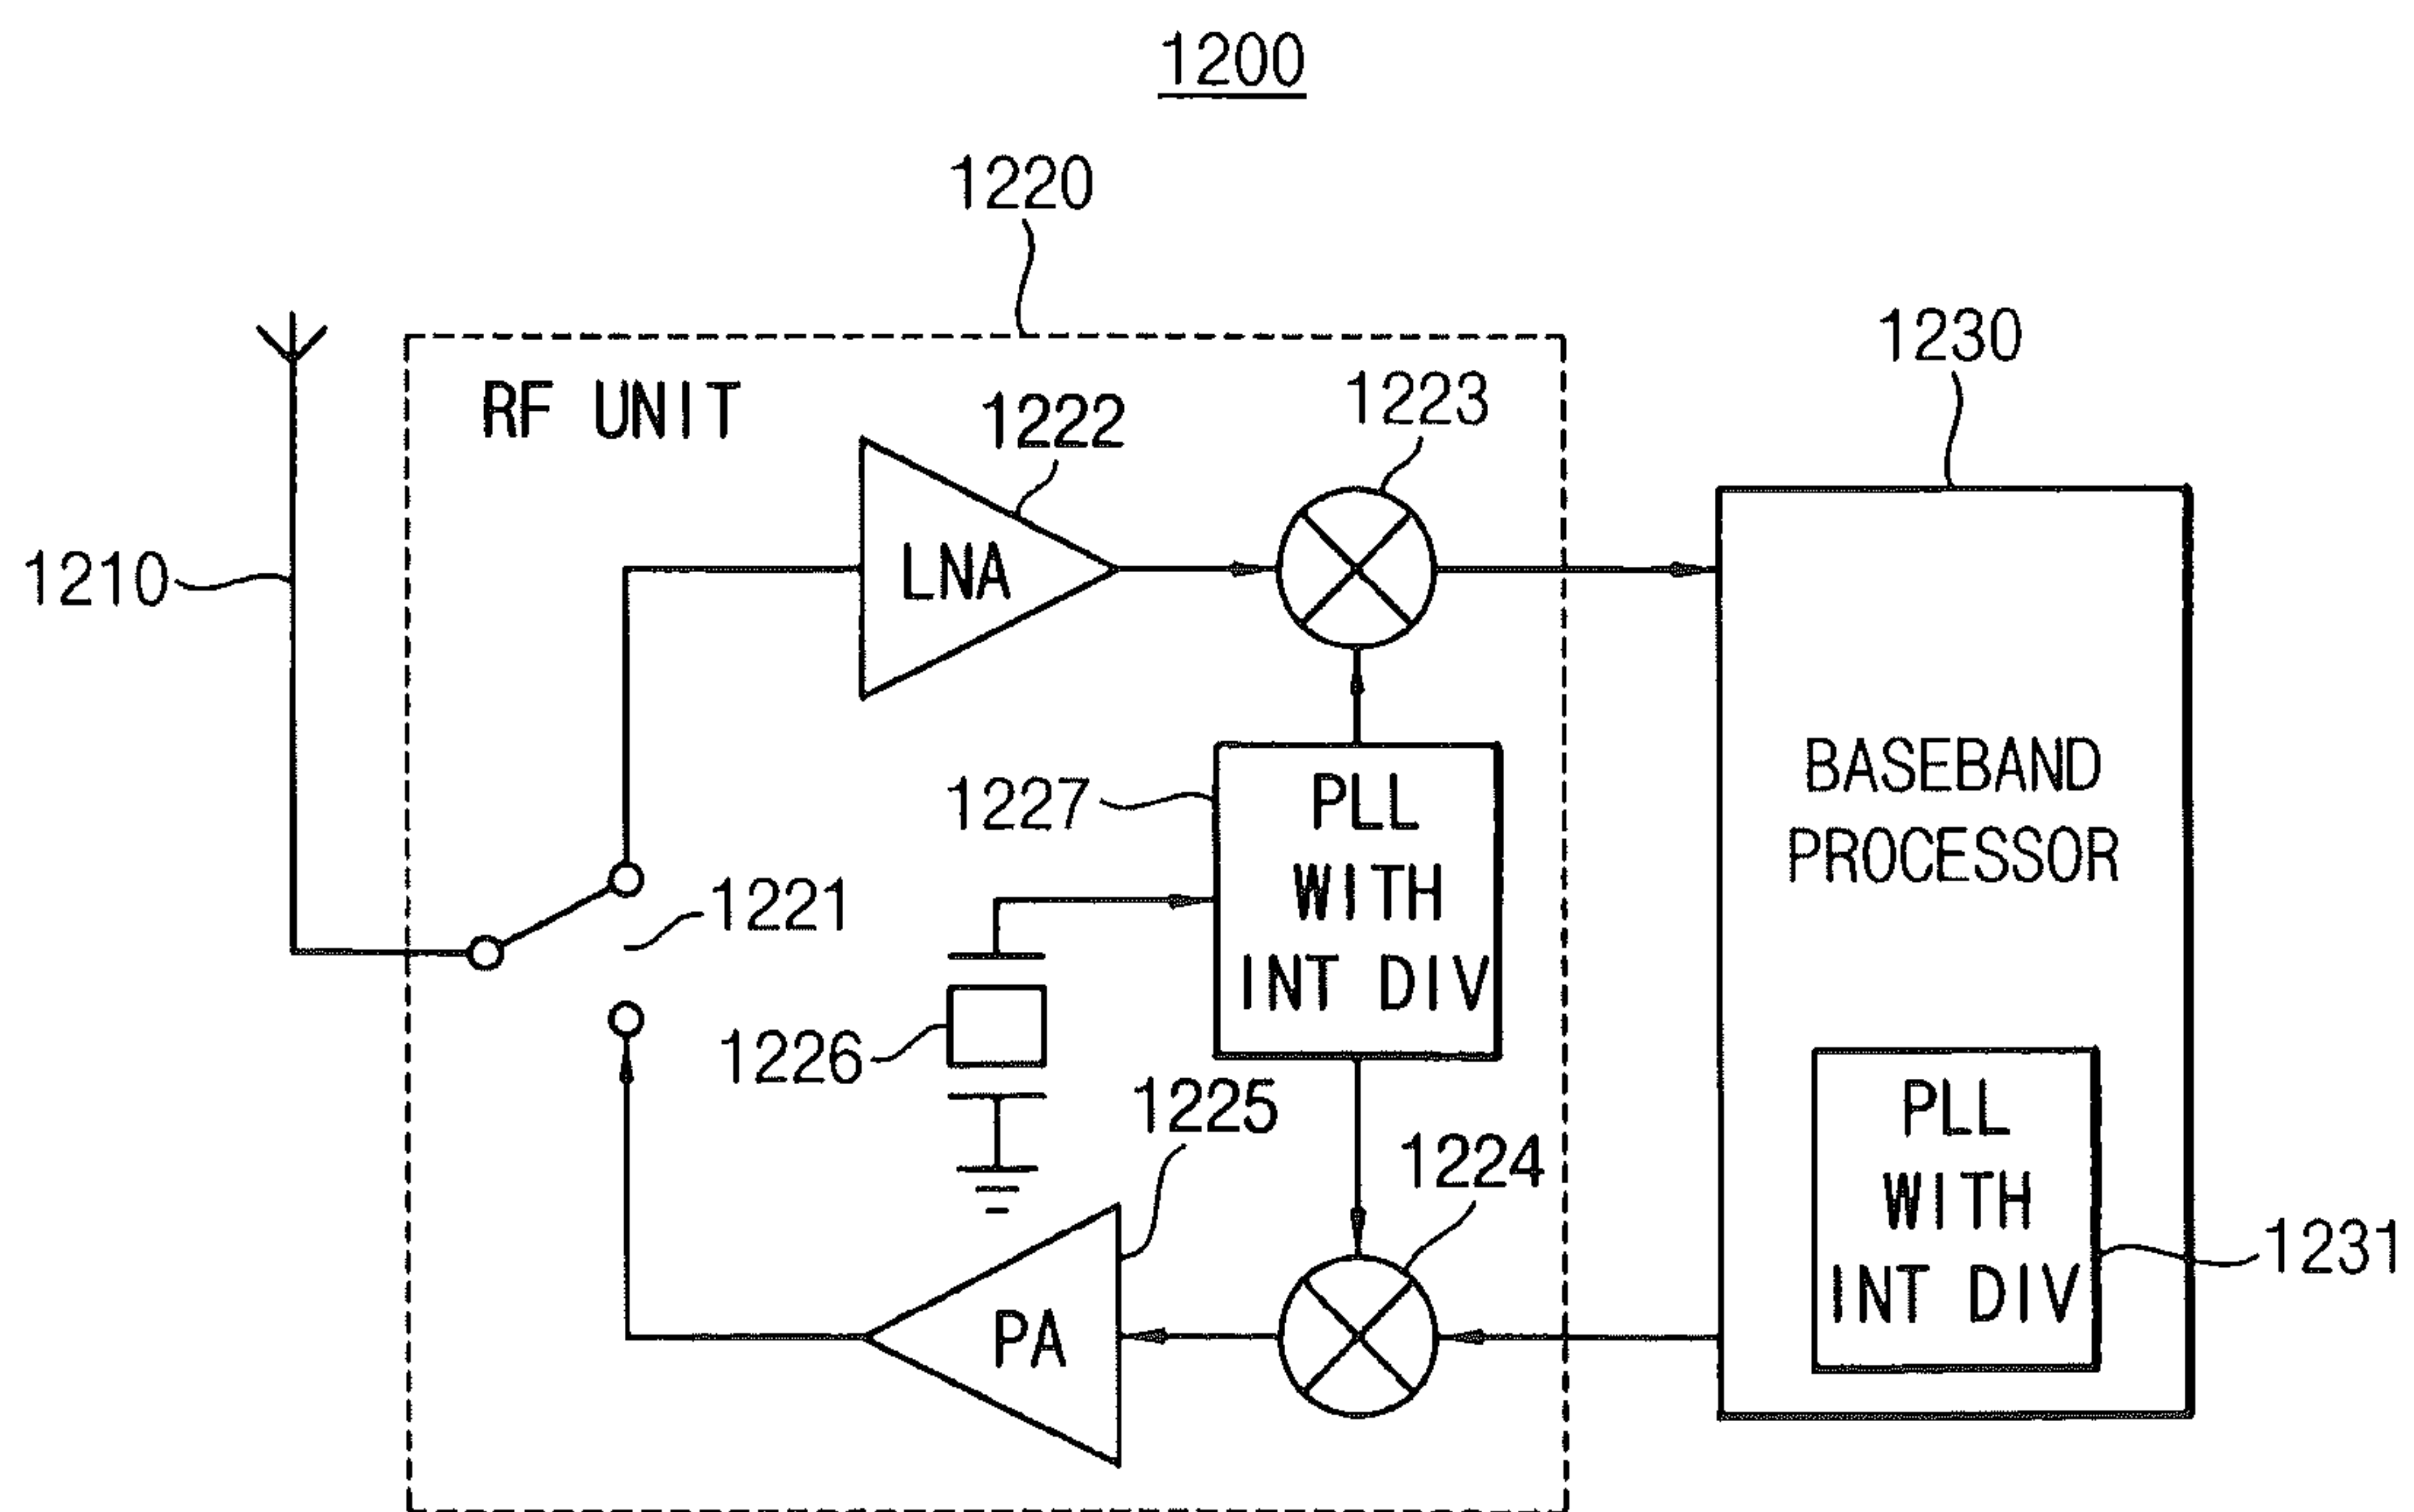 1200
1220
1230
RF UNIT
1222
1223
1210
LNA
1227
PLL
WITH
INT DIV
BASEBAND
PROCESSOR
1221
1226
1225
1224
PA
PLL
WITH
INT DIV
1231